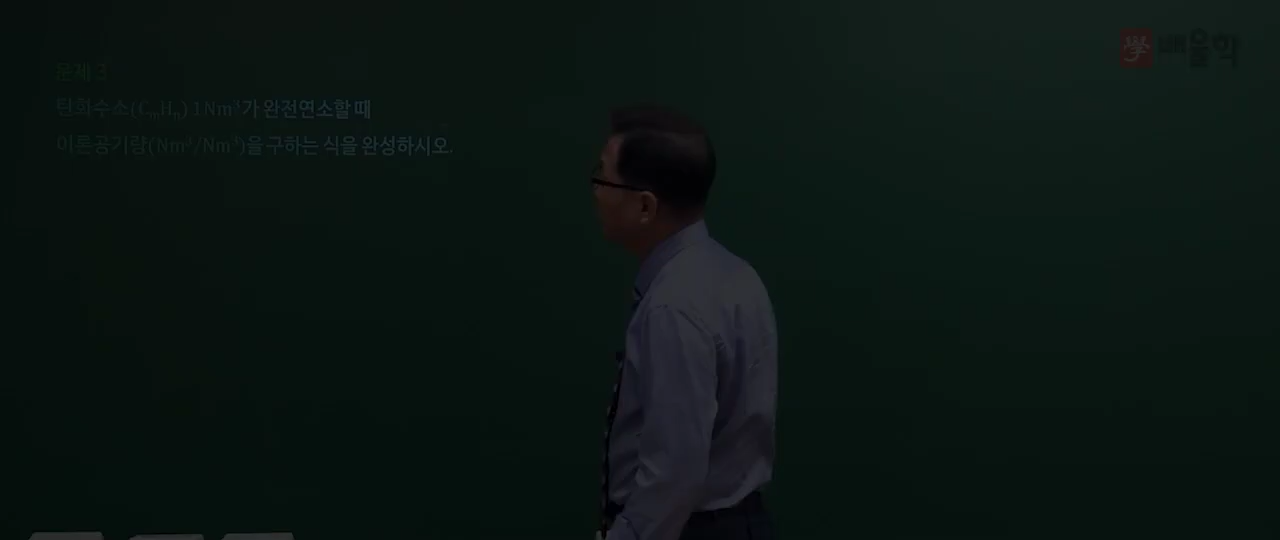 문제 3
탄화수소(CmHn) 1Nm³가 완전연소할 때
이론공기량(Nm³/Nm³)을 구하는 식을 완성하시오.
學 배울학